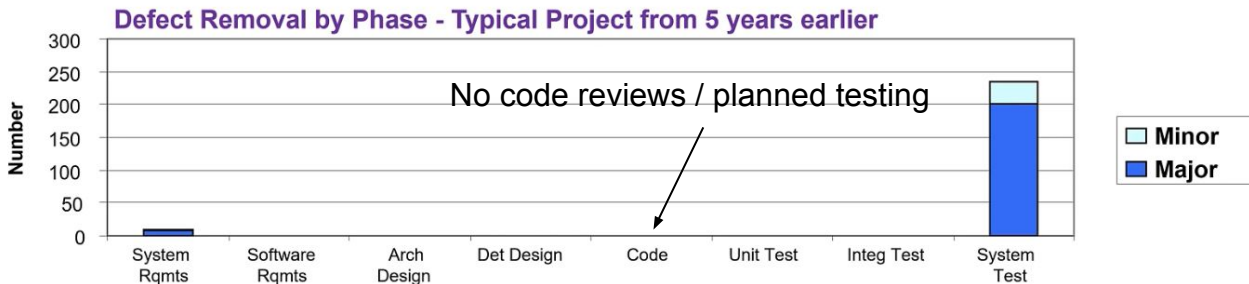 Defect Removal by Phase - Typical Project from 5 years earlier
300
250
200
150
100
50
0
Number
No code reviews / planned testing
Minor
Major
System Rqmts
Software Rqmts
Arch Design
Det Design
Code
Unit Test
Integ Test
System Test